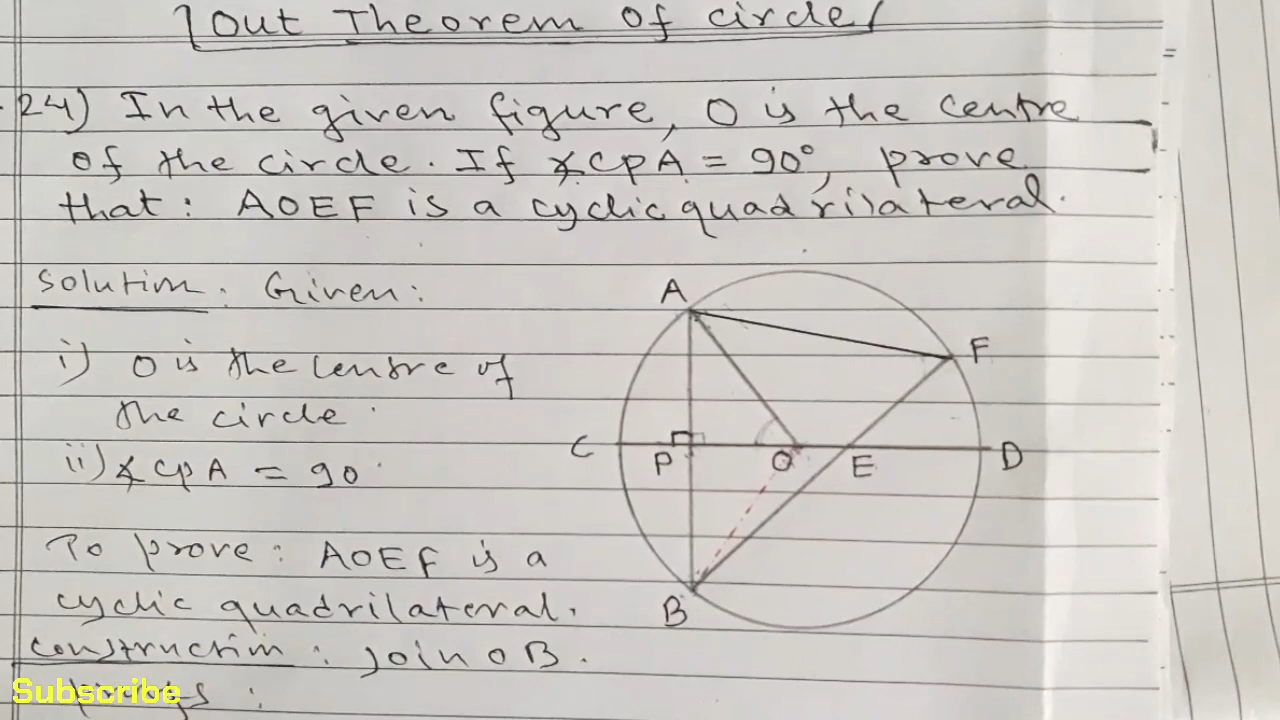 Out Theorem of circle
24) In the given figure, O is the centre
of the circle. If ∡CPA = 90°, prove
that: AOEF is a cyclic quadrilateral.
Solution: Given:
i) O is the centre of
the circle.
ii) ∡CPA = 90
To prove: AOEF is a
cyclic quadrilateral.
Construction: Join OB.
A
F
C
P
O
E
D
B
Subscribe